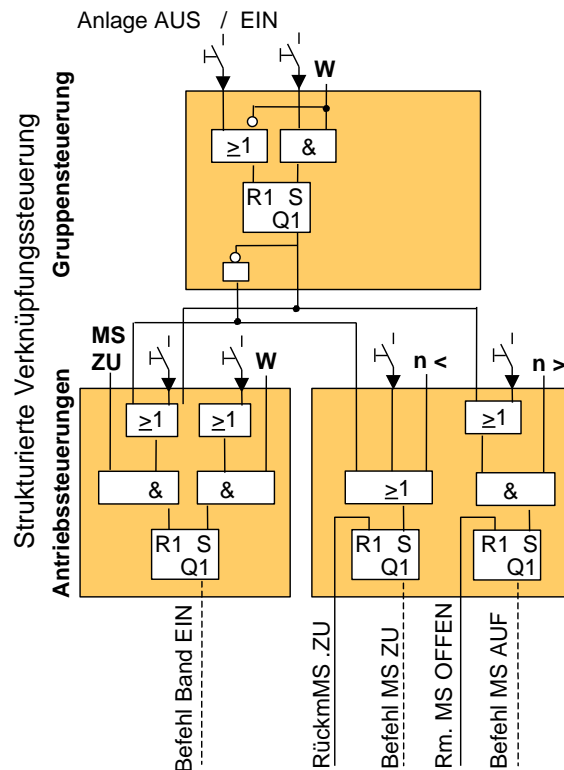 Anlage AUS / EIN
W
≥1
&
R1 S
Q1
Strukturierte Verknüpfungssteuerung
Gruppensteuerung
Antriebssteuerungen
MS
ZU
W
n <
n >
≥1
≥1
≥1
&
&
≥1
&
R1 S
Q1
R1 S
Q1
R1 S
Q1
Befehl Band EIN
RückmMS .ZU
Befehl MS ZU
Rm. MS OFFEN
Befehl MS AUF